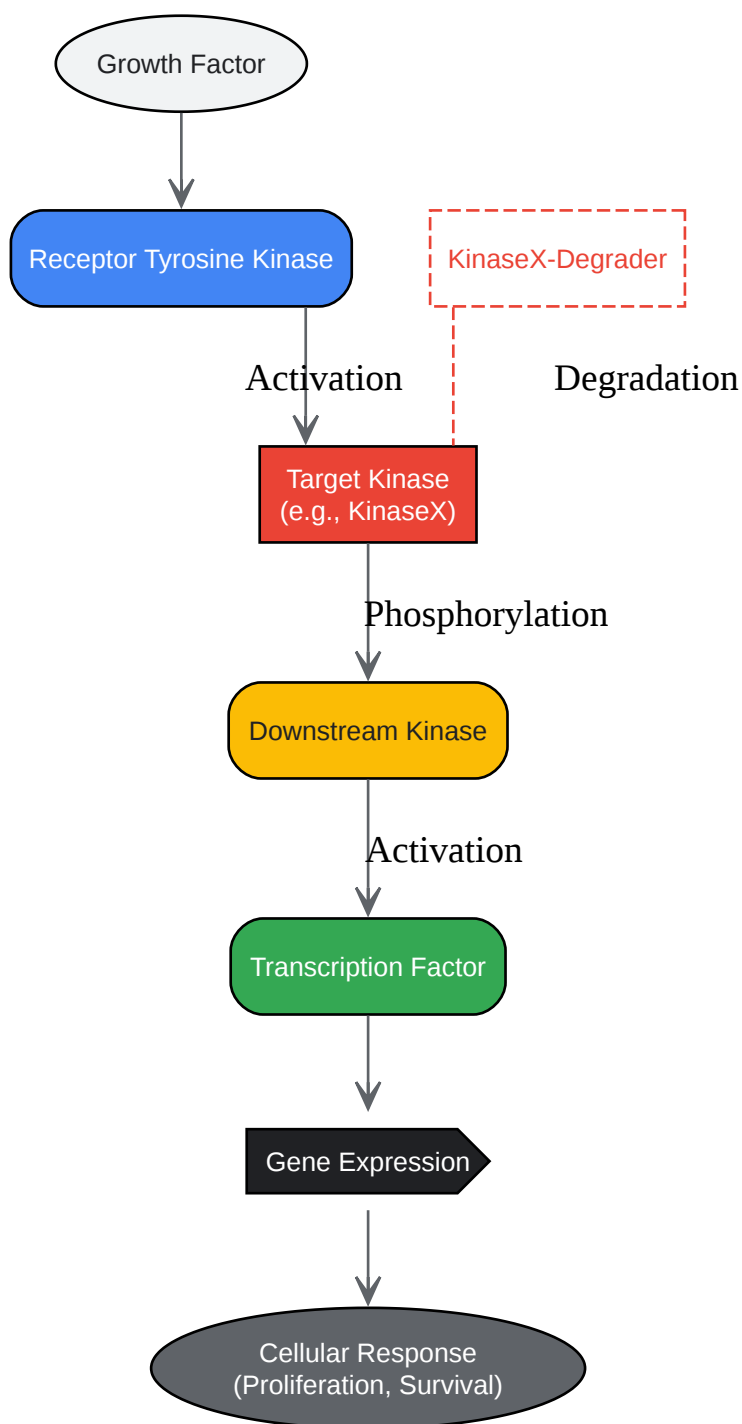 Growth Factor
Receptor Tyrosine Kinase
KinaseX-Degrader
Activation
Degradation
Target Kinase
(e.g., KinaseX)
Phosphorylation
Downstream Kinase
Activation
Transcription Factor
Gene Expression
Cellular Response
(Proliferation, Survival)